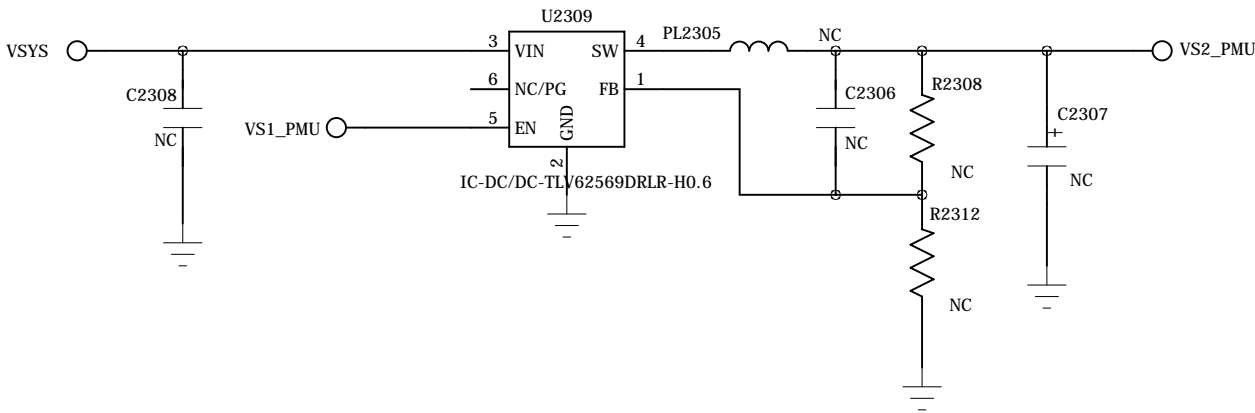 U2309
VSYS
3
VIN
SW
4
PL2305
NC
VS2_PMU
6
NC/PG
FB
1
C2308
NC
C2306
NC
R2308
NC
C2307
+
NC
VS1_PMU
5
EN
GND
2
IC-DC/DC-TLV62569DRLR-H0.6
R2312
NC